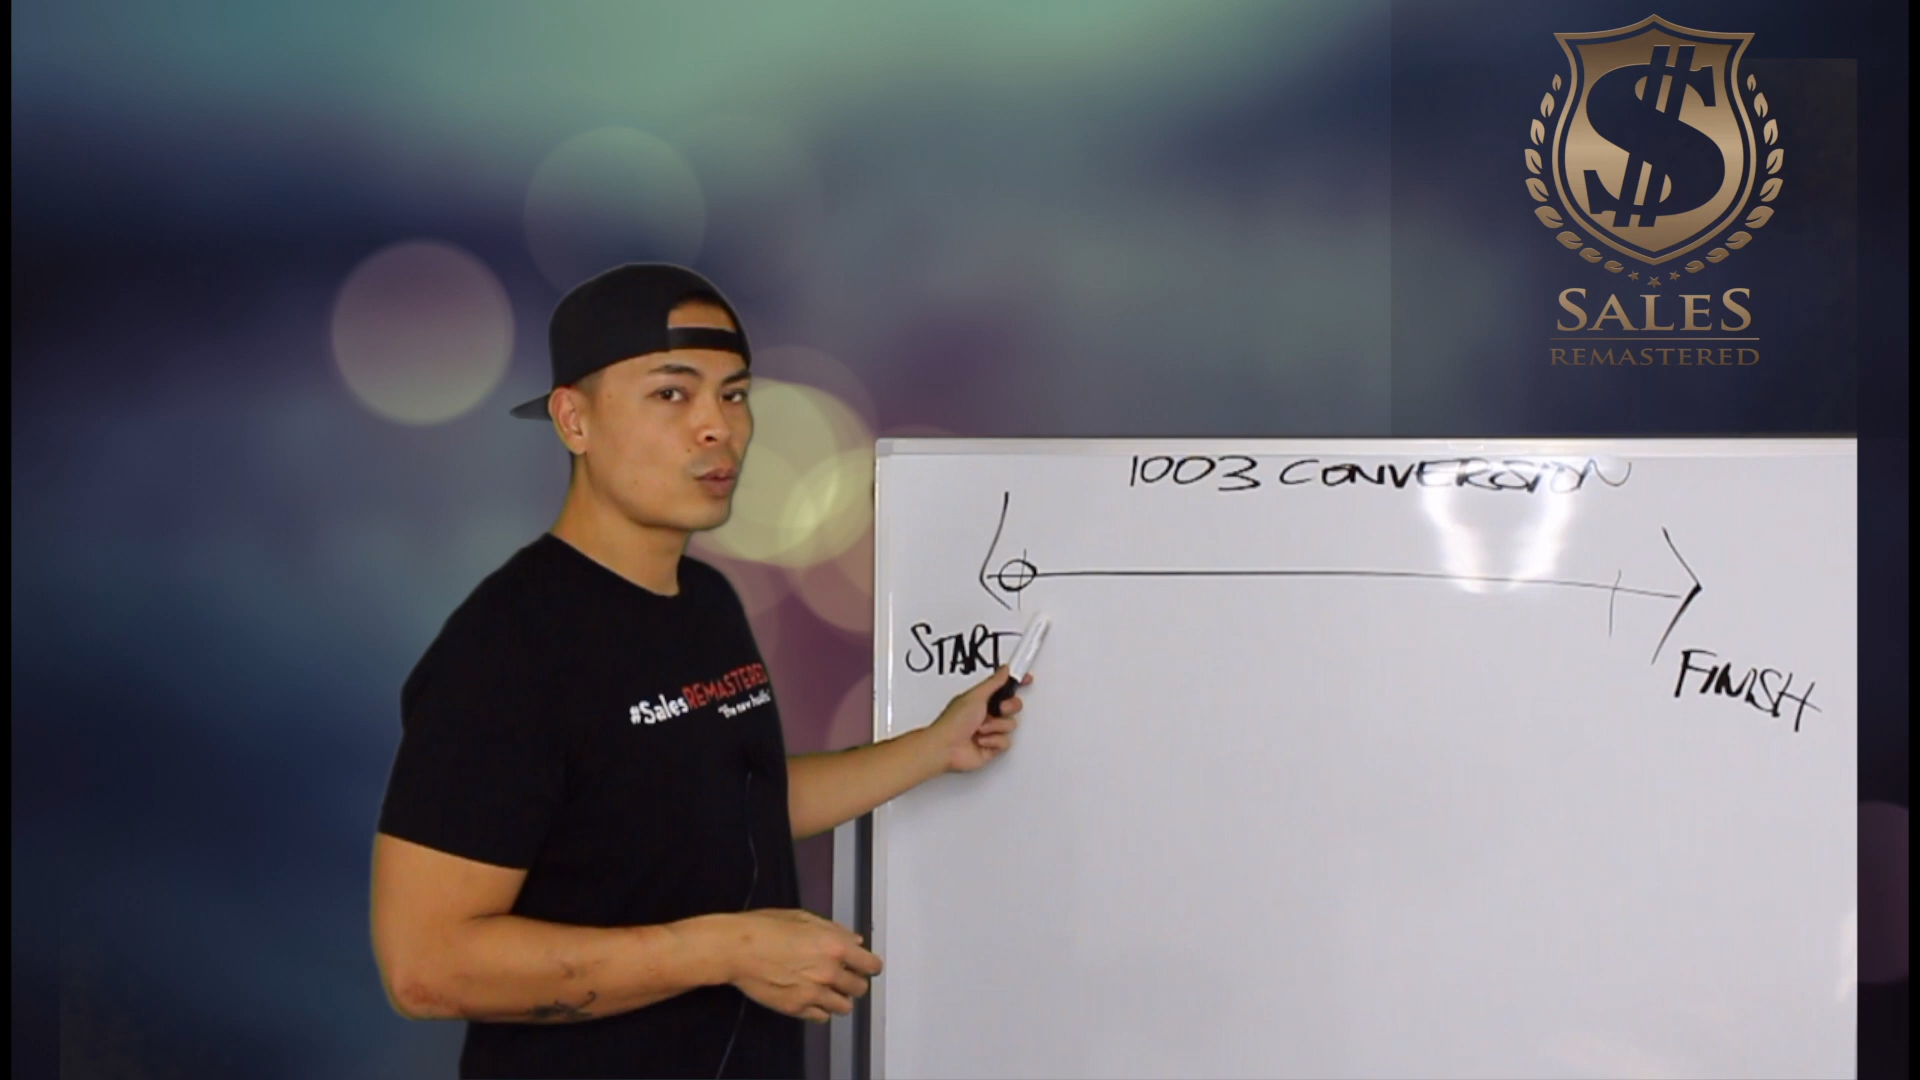 SALES
REMASTERED
1003 CONVERSION
START
FINISH
#SalesREMASTERED